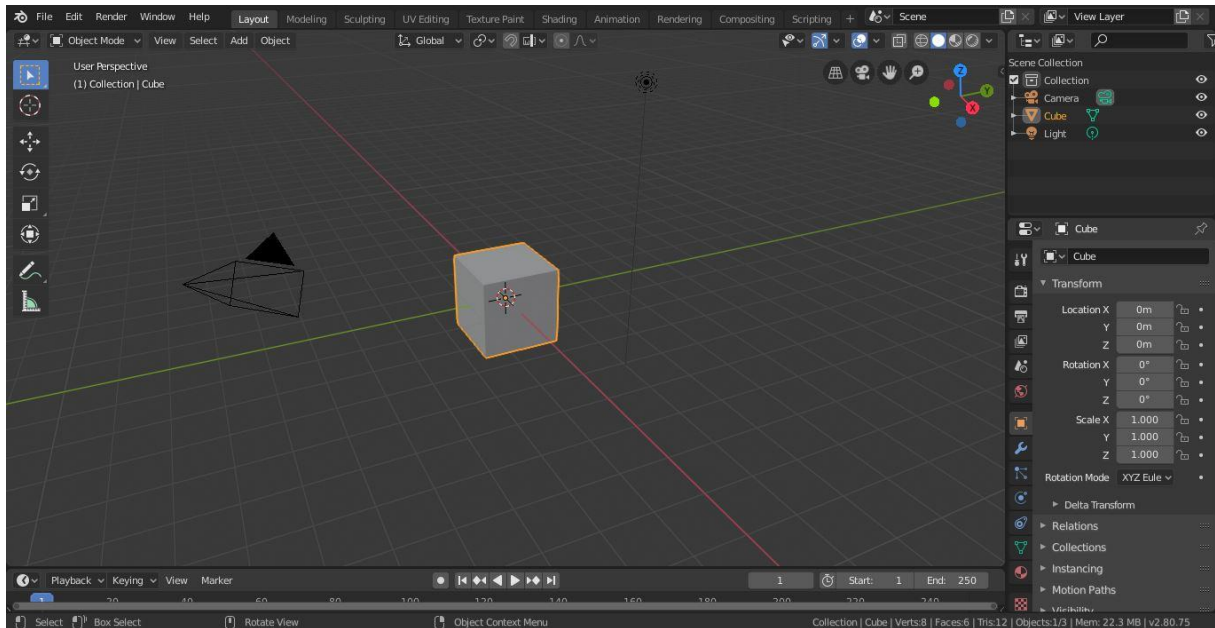 File Edit Render Window Help Layout Modeling Sculpting UV Editing Texture Paint Shading Animation Rendering Compositing Scripting + Scene View Layer
Object Mode View Select Add Object Global
User Perspective
(1) Collection | Cube
Z
Y
X
Scene Collection
Collection
Camera
Cube
Light
Cube
Cube
Transform
Location X 0m
Y 0m
Z 0m
Rotation X 0°
Y 0°
Z 0°
Scale X 1.000
Y 1.000
Z 1.000
Rotation Mode XYZ Eule
Delta Transform
Relations
Collections
Instancing
Motion Paths
Visibility
Playback Keying View Marker 1 Start: 1 End: 250
1 20 40 60 80 100 120 140 160 180 200 220 240
Select Box Select Rotate View Object Context Menu Collection | Cube | Verts:8 | Faces:6 | Tris:12 | Objects:1/3 | Mem: 22.3 MB | v2.80.75